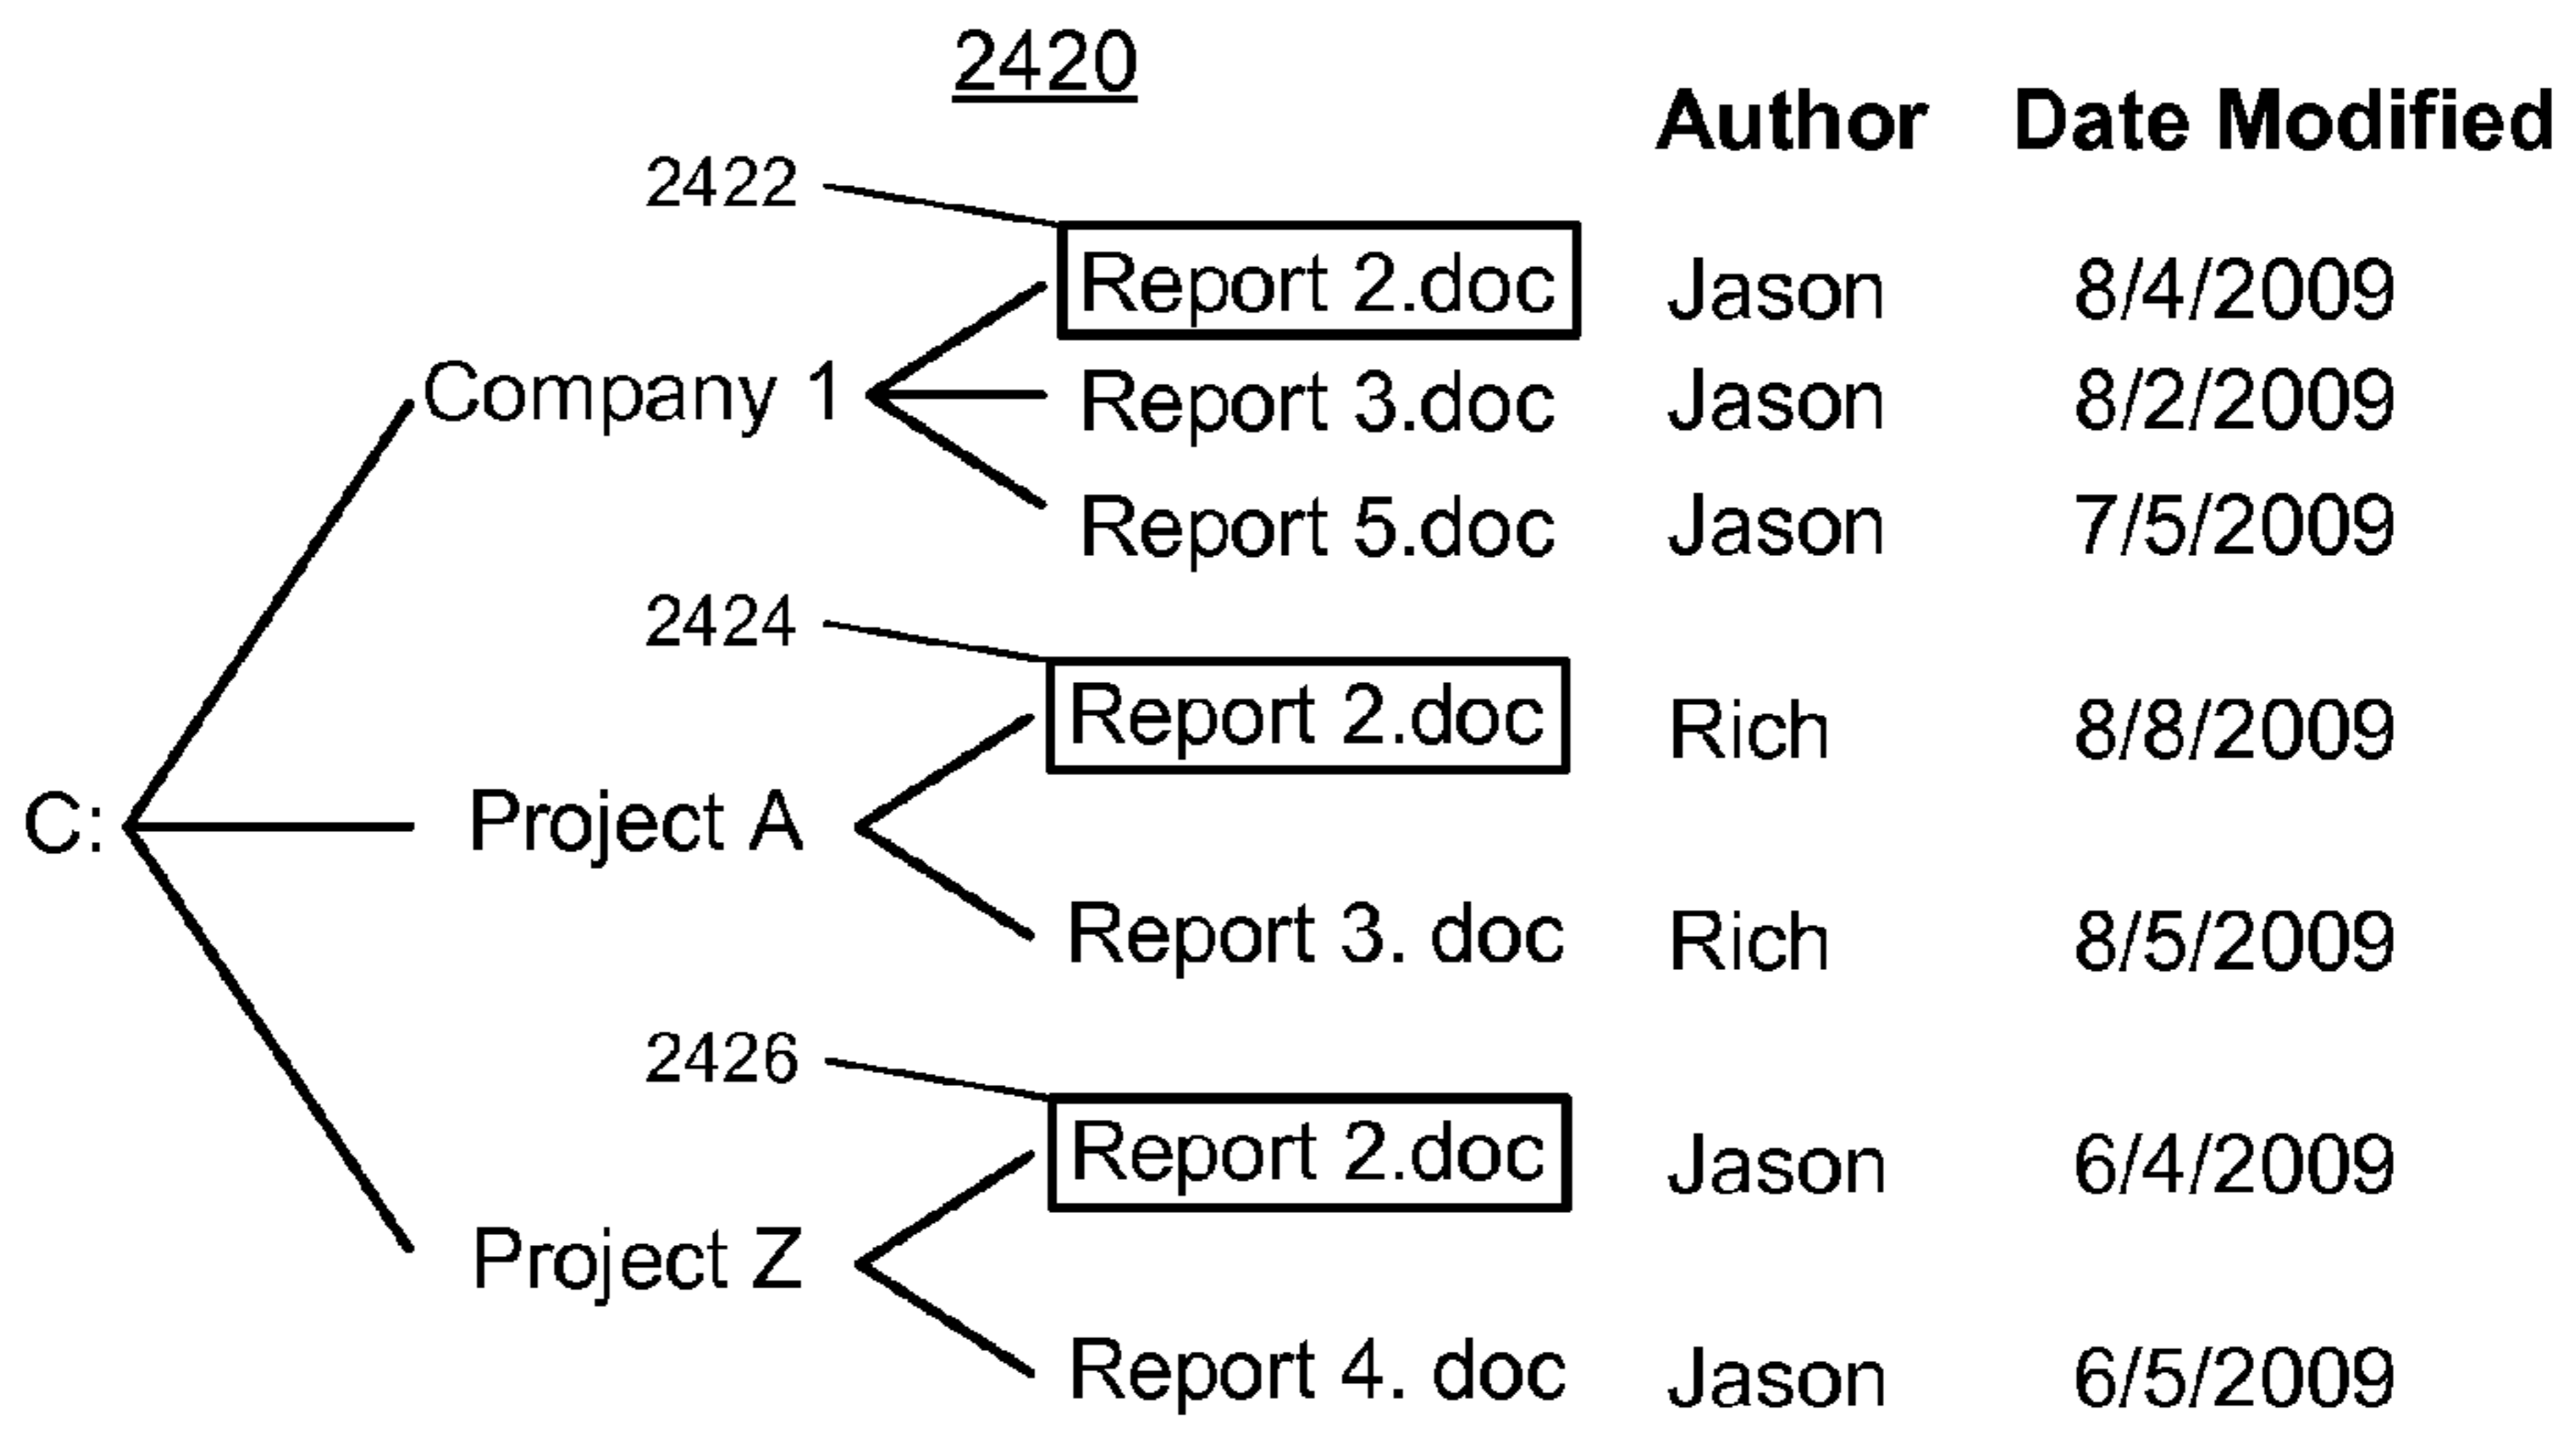 2420
Author Date Modified
2422
Report 2.doc Jason 8/4/2009
Company 1 Report 3.doc Jason 8/2/2009
Report 5.doc Jason 7/5/2009
2424
Report 2.doc Rich 8/8/2009
C: Project A
Report 3. doc Rich 8/5/2009
2426
Report 2.doc Jason 6/4/2009
Project Z
Report 4. doc Jason 6/5/2009